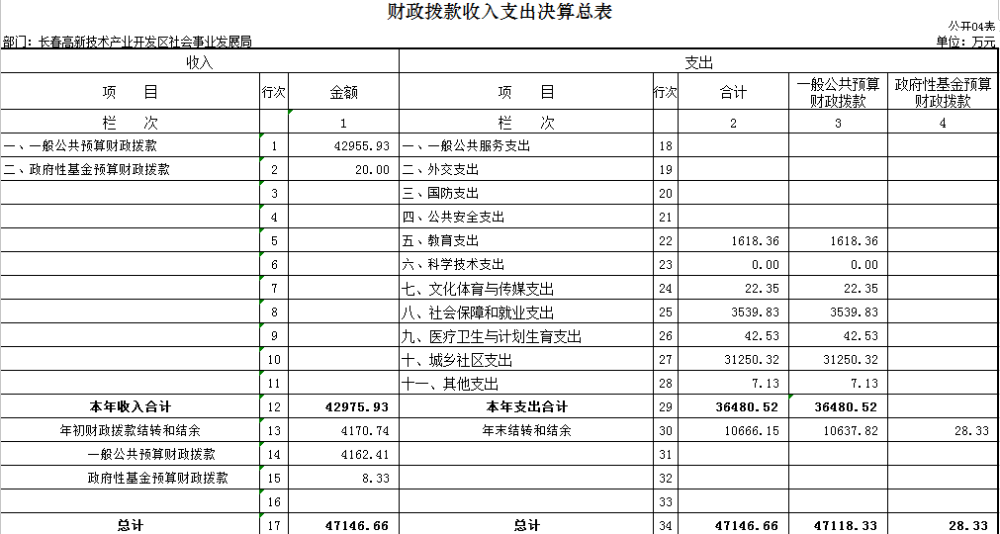 财政拨款收入支出决算总表
公开04表
部门：长春高新技术产业开发区社会事业发展局 单位：万元
收入 支出
项 目 行次 金额 项 目 行次 合计 一般公共预算财政拨款 政府性基金预算财政拨款
栏 次 1 栏 次 2 3 4
一、一般公共预算财政拨款 1 42955.93 一、一般公共服务支出 18
二、政府性基金预算财政拨款 2 20.00 二、外交支出 19
3 三、国防支出 20
4 四、公共安全支出 21
5 五、教育支出 22 1618.36 1618.36
6 六、科学技术支出 23 0.00 0.00
7 七、文化体育与传媒支出 24 22.35 22.35
8 八、社会保障和就业支出 25 3539.83 3539.83
9 九、医疗卫生与计划生育支出 26 42.53 42.53
10 十、城乡社区支出 27 31250.32 31250.32
11 十一、其他支出 28 7.13 7.13
本年收入合计 12 42975.93 本年支出合计 29 36480.52 36480.52
年初财政拨款结转和结余 13 4170.74 年末结转和结余 30 10666.15 10637.82 28.33
一般公共预算财政拨款 14 4162.41 31
政府性基金预算财政拨款 15 8.33 32
16 33
总计 17 47146.66 总计 34 47146.66 47118.33 28.33